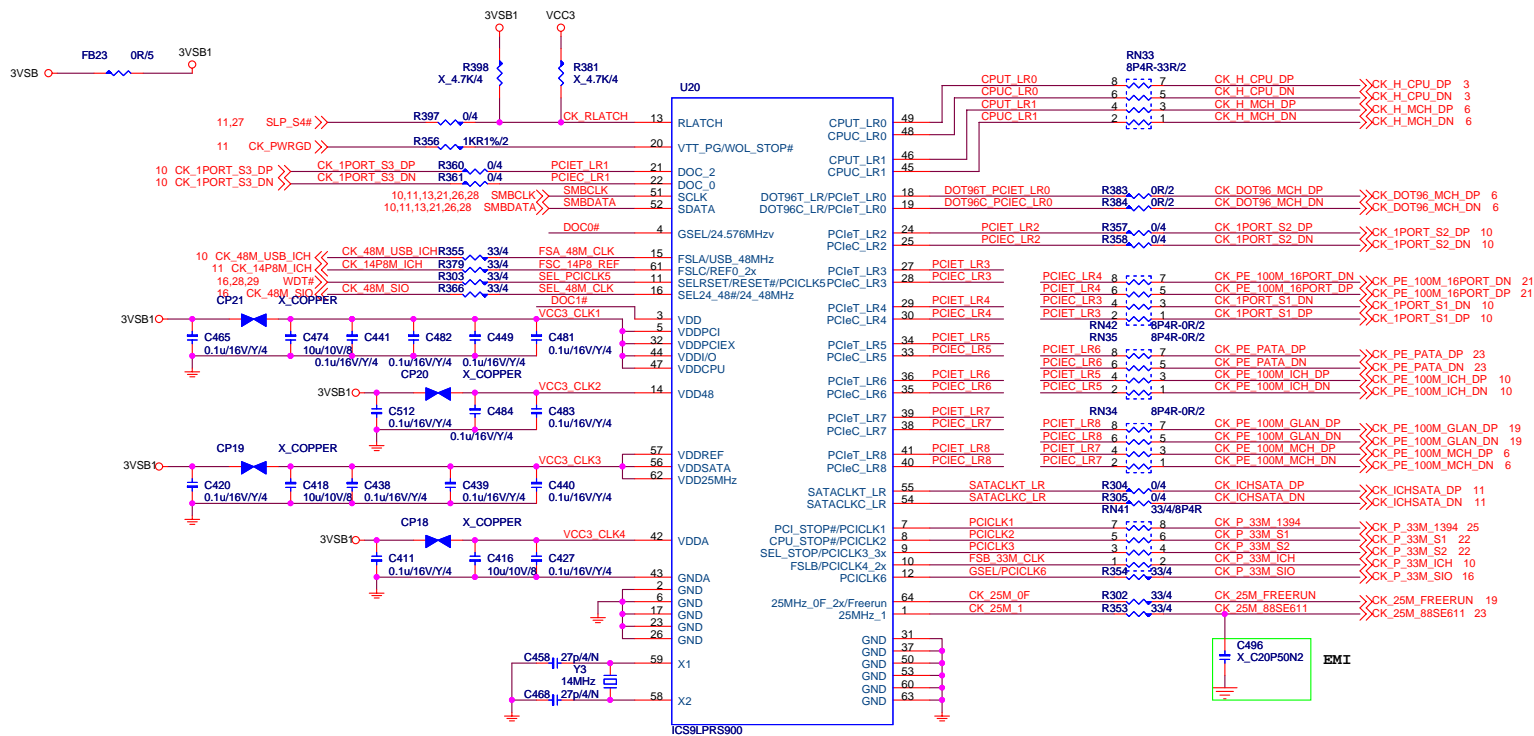 3VSB1 VCC3
FB23 0R/5 3VSB1
3VSB
R398 X_4.7K/4
R381 X_4.7K/4
U20
RN33
8P4R-33R/2
11,27 SLP_S4# R397 0/4 CK_RLATCH 13 RLATCH
11 CK_PWRGD R356 1KR1%/2 20 VTT_PG/WOL_STOP#
10 CK_1PORT_S3_DP CK_1PORT_S3_DP R360 0/4 PCIET_LR1 21 DOC_2
10 CK_1PORT_S3_DN CK_1PORT_S3_DN R361 0/4 PCIEC_LR1 22 DOC_0
10,11,13,21,26,28 SMBCLK SMBCLK 51 SCLK
10,11,13,21,26,28 SMBDATA SMBDATA 52 SDATA
DOC0# 4 GSEL/24.576MHzv
10 CK_48M_USB_ICH CK_48M_USB_ICH R355 33/4 FSA_48M_CLK 15 FSLA/USB_48MHz
11 CK_14P8M_ICH CK_14P8M_ICH R379 33/4 FSC_14P8_REF 61 FSLC/REF0_2x
16,28,29 WDT# R303 0/4 SEL_PCICLK5 11 SELRSET/RESET#/PCICLK5
16 CK_48M_SIO CK_48M_SIO R366 33/4 SEL_48M_CLK 16 SEL24_48#/24_48MHz
CP21 X_COPPER DOC1# 3 VDD
3VSB1 VCC3_CLK1 5 VDDPCI
32 VDDPCIEX
44 VDDI/O
47 VDDCPU
C465 C474 C441 C482 C449 C481
0.1u/16V/Y/4 10u/10V/8 0.1u/16V/Y/4 0.1u/16V/Y/4 0.1u/16V/Y/4 0.1u/16V/Y/4
CP20 X_COPPER
3VSB1 VCC3_CLK2 14 VDD48
C512 C484 C483
0.1u/16V/Y/4 0.1u/16V/Y/4 0.1u/16V/Y/4
CP19 X_COPPER
57 VDDREF
3VSB1 VCC3_CLK3 56 VDDSATA
62 VDD25MHz
C420 C418 C438 C439 C440
0.1u/16V/Y/4 10u/10V/8 0.1u/16V/Y/4 0.1u/16V/Y/4 0.1u/16V/Y/4
CP18 X_COPPER
3VSB1 VCC3_CLK4 42 VDDA
C411 C416 C427
0.1u/16V/Y/4 10u/10V/8 0.1u/16V/Y/4
43 GNDA
2 GND
6 GND
17 GND
23 GND
26 GND
C458 27p/4/N 59 X1
Y3
14MHz
C468 27p/4/N 58 X2
ICS9LPRS900
CPUT_LR0 49 CPUT_LR0 8 7 CK_H_CPU_DP CK_H_CPU_DP 3
CPUC_LR0 48 CPUC_LR0 6 5 CK_H_CPU_DN CK_H_CPU_DN 3
CPUT_LR1 46 CPUT_LR1 4 3 CK_H_MCH_DP CK_H_MCH_DP 6
CPUC_LR1 45 CPUC_LR1 2 1 CK_H_MCH_DN CK_H_MCH_DN 6
DOT96T_LR/PCIeT_LR0 18 DOT96T_PCIET_LR0 R383 0R/2 CK_DOT96_MCH_DP CK_DOT96_MCH_DP 6
DOT96C_LR/PCIeT_LR0 19 DOT96C_PCIEC_LR0 R384 0R/2 CK_DOT96_MCH_DN CK_DOT96_MCH_DN 6
PCIeT_LR2 24 PCIET_LR2 R357 0/4 CK_1PORT_S2_DP CK_1PORT_S2_DP 10
PCIeC_LR2 25 PCIEC_LR2 R358 0/4 CK_1PORT_S2_DN CK_1PORT_S2_DN 10
PCIeT_LR3 27 PCIET_LR3
PCIeC_LR3 28 PCIEC_LR3
PCIEC_LR4 8 7 CK_PE_100M_16PORT_DN CK_PE_100M_16PORT_DN 21
PCIET_LR4 6 5 CK_PE_100M_16PORT_DP CK_PE_100M_16PORT_DP 21
PCIeT_LR4 29 PCIET_LR4 PCIEC_LR3 4 3 CK_1PORT_S1_DN CK_1PORT_S1_DN 10
PCIeC_LR4 30 PCIEC_LR4 PCIET_LR3 2 1 CK_1PORT_S1_DP CK_1PORT_S1_DP 10
RN42 8P4R-0R/2
RN35 8P4R-0R/2
PCIeT_LR5 34 PCIET_LR5
PCIeC_LR5 33 PCIEC_LR5 PCIET_LR6 8 7 CK_PE_PATA_DP CK_PE_PATA_DP 23
PCIEC_LR6 6 5 CK_PE_PATA_DN CK_PE_PATA_DN 23
PCIeT_LR6 36 PCIET_LR6 PCIET_LR5 4 3 CK_PE_100M_ICH_DP CK_PE_100M_ICH_DP 10
PCIeC_LR6 35 PCIEC_LR6 PCIEC_LR5 2 1 CK_PE_100M_ICH_DN CK_PE_100M_ICH_DN 10
RN34 8P4R-0R/2
PCIeT_LR7 39 PCIET_LR7
PCIeC_LR7 38 PCIEC_LR7 PCIET_LR8 8 7 CK_PE_100M_GLAN_DP CK_PE_100M_GLAN_DP 19
PCIEC_LR8 6 5 CK_PE_100M_GLAN_DN CK_PE_100M_GLAN_DN 19
PCIeT_LR8 41 PCIET_LR8 PCIET_LR7 4 3 CK_PE_100M_MCH_DP CK_PE_100M_MCH_DP 6
PCIeC_LR8 40 PCIEC_LR8 PCIEC_LR7 2 1 CK_PE_100M_MCH_DN CK_PE_100M_MCH_DN 6
SATACLKT_LR 55 SATACLKT_LR R304 0/4 CK_ICHSATA_DP CK_ICHSATA_DP 11
SATACLKC_LR 54 SATACLKC_LR R305 0/4 CK_ICHSATA_DN CK_ICHSATA_DN 11
RN41 33/4/8P4R
PCI_STOP#/PCICLK1 7 PCICLK1 7 8 CK_P_33M_1394 CK_P_33M_1394 25
CPU_STOP#/PCICLK2 8 PCICLK2 5 6 CK_P_33M_S1 CK_P_33M_S1 22
SEL_STOP/PCICLK3_3x 9 PCICLK3 3 4 CK_P_33M_S2 CK_P_33M_S2 22
FSLB/PCICLK4_2x 10 FSB_33M_CLK 1 2 CK_P_33M_ICH CK_P_33M_ICH 10
PCICLK6 12 GSEL/PCICLK6 R354 33/4 CK_P_33M_SIO CK_P_33M_SIO 16
25MHz_0F_2x/Freerun 64 CK_25M_0F R302 33/4 CK_25M_FREERUN CK_25M_FREERUN 19
25MHz_1 1 CK_25M_1 R353 33/4 CK_25M_88SE611 CK_25M_88SE611 23
GND 31
GND 37
GND 50
GND 53
GND 60
GND 63
C496
X_C20P50N2
EMI